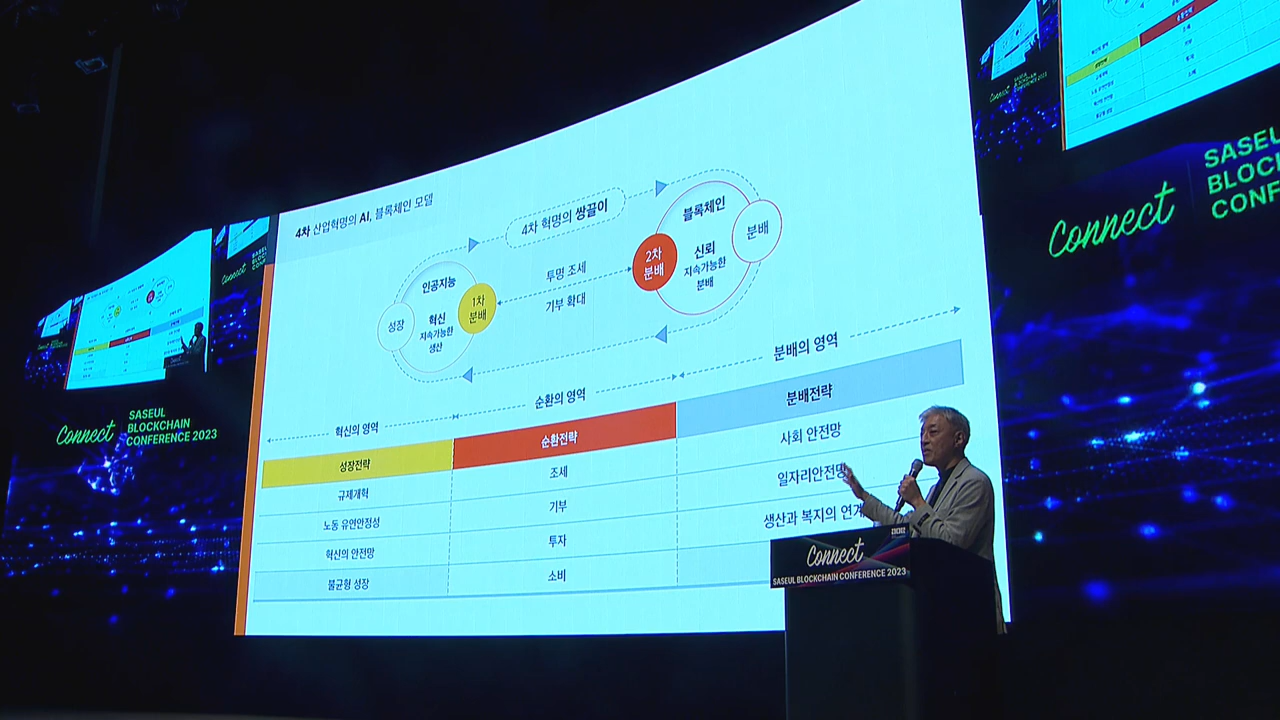 4차 산업혁명의 AI, 블록체인 모델
4차 혁명의 쌍끌이
인공지능
성장
1차
분배
혁신
지속가능한
생산
투명 조세
기부 확대
블록체인
2차
분배
분배
신뢰
지속가능한
분배
혁신의 영역
순환의 영역
분배의 영역
성장전략
순환전략
분배전략
규제개혁
조세
사회 안전망
노동 유연안정성
기부
일자리안전망
혁신의 안전망
투자
생산과 복지의 연계
불균형 성장
소비
Connect
SASEUL
BLOCKCHAIN
CONFERENCE 2023
Connect
SASEUL BLOCKCHAIN CONFERENCE 2023
Connect
SASEUL